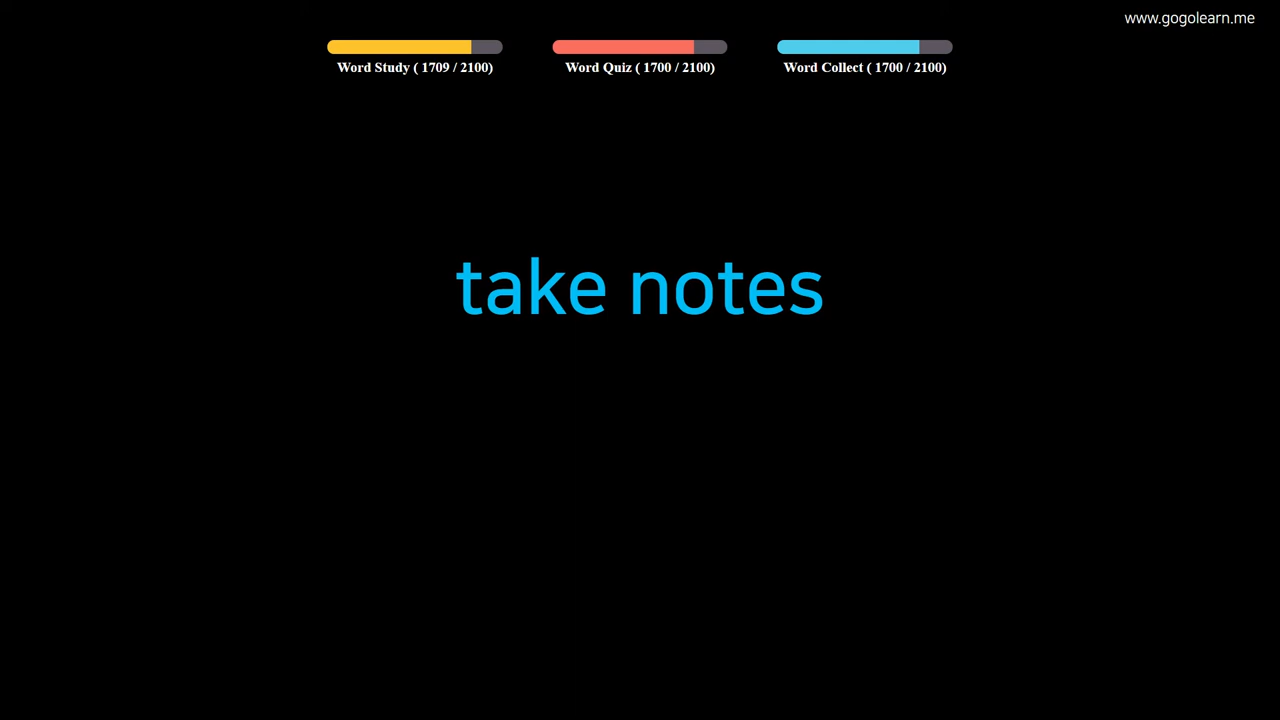 www.gogolearn.me
Word Study ( 1709 / 2100)
Word Quiz ( 1700 / 2100)
Word Collect ( 1700 / 2100)
take notes